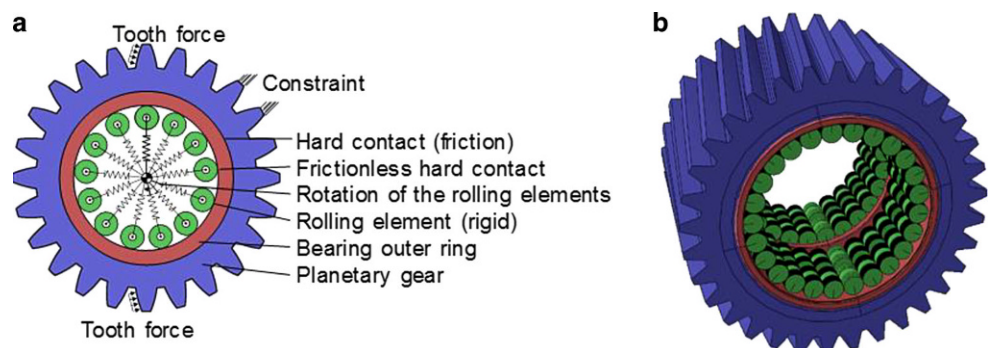 a
Tooth force
Constraint
Hard contact (friction)
Frictionless hard contact
Rotation of the rolling elements
Rolling element (rigid)
Bearing outer ring
Planetary gear
Tooth force
b